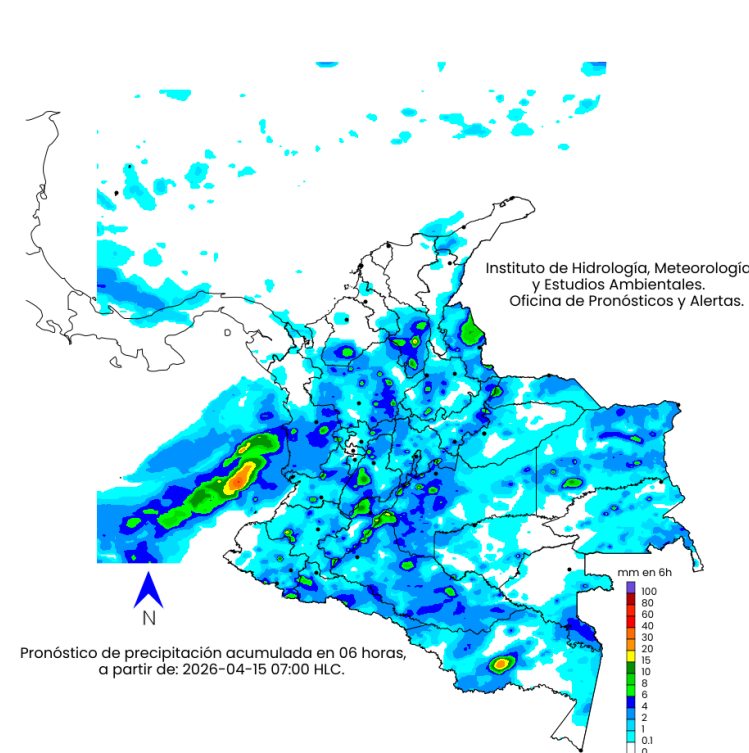 Instituto de Hidrología, Meteorología
y Estudios Ambientales.
Oficina de Pronósticos y Alertas.
mm en 6h
100
80
60
40
30
20
15
10
8
6
4
2
1
0.1
0
N
Pronóstico de precipitación acumulada en 06 horas,
a partir de: 2026-04-15 07:00 HLC.